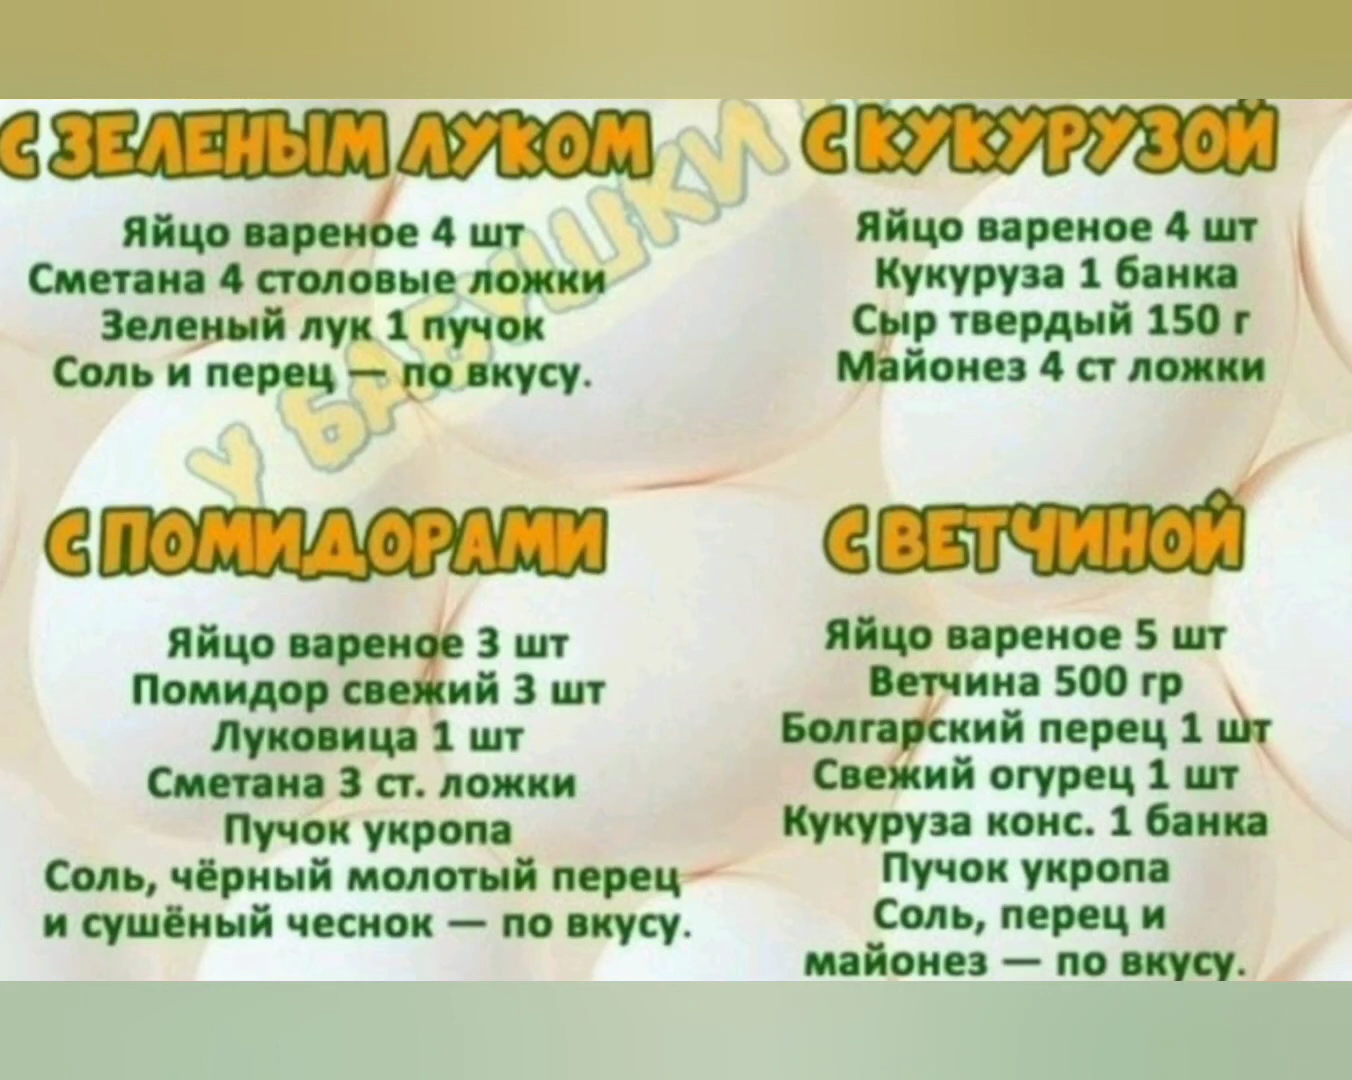 С ЗЕЛЕНЫМ ЛУКОМ
Яйцо вареное 4 шт
Сметана 4 столовые ложки
Зеленый лук 1 пучок
Соль и перец — по вкусу.
С КУКУРУЗОЙ
Яйцо вареное 4 шт
Кукуруза 1 банка
Сыр твердый 150 г
Майонез 4 ст ложки
С ПОМИДОРАМИ
Яйцо вареное 3 шт
Помидор свежий 3 шт
Луковица 1 шт
Сметана 3 ст. ложки
Пучок укропа
Соль, чёрный молотый перец
и сушёный чеснок — по вкусу.
С ВЕТЧИНОЙ
Яйцо вареное 5 шт
Ветчина 500 гр
Болгарский перец 1 шт
Свежий огурец 1 шт
Кукуруза конс. 1 банка
Пучок укропа
Соль, перец и
майонез — по вкусу.
У БАБУШКИ